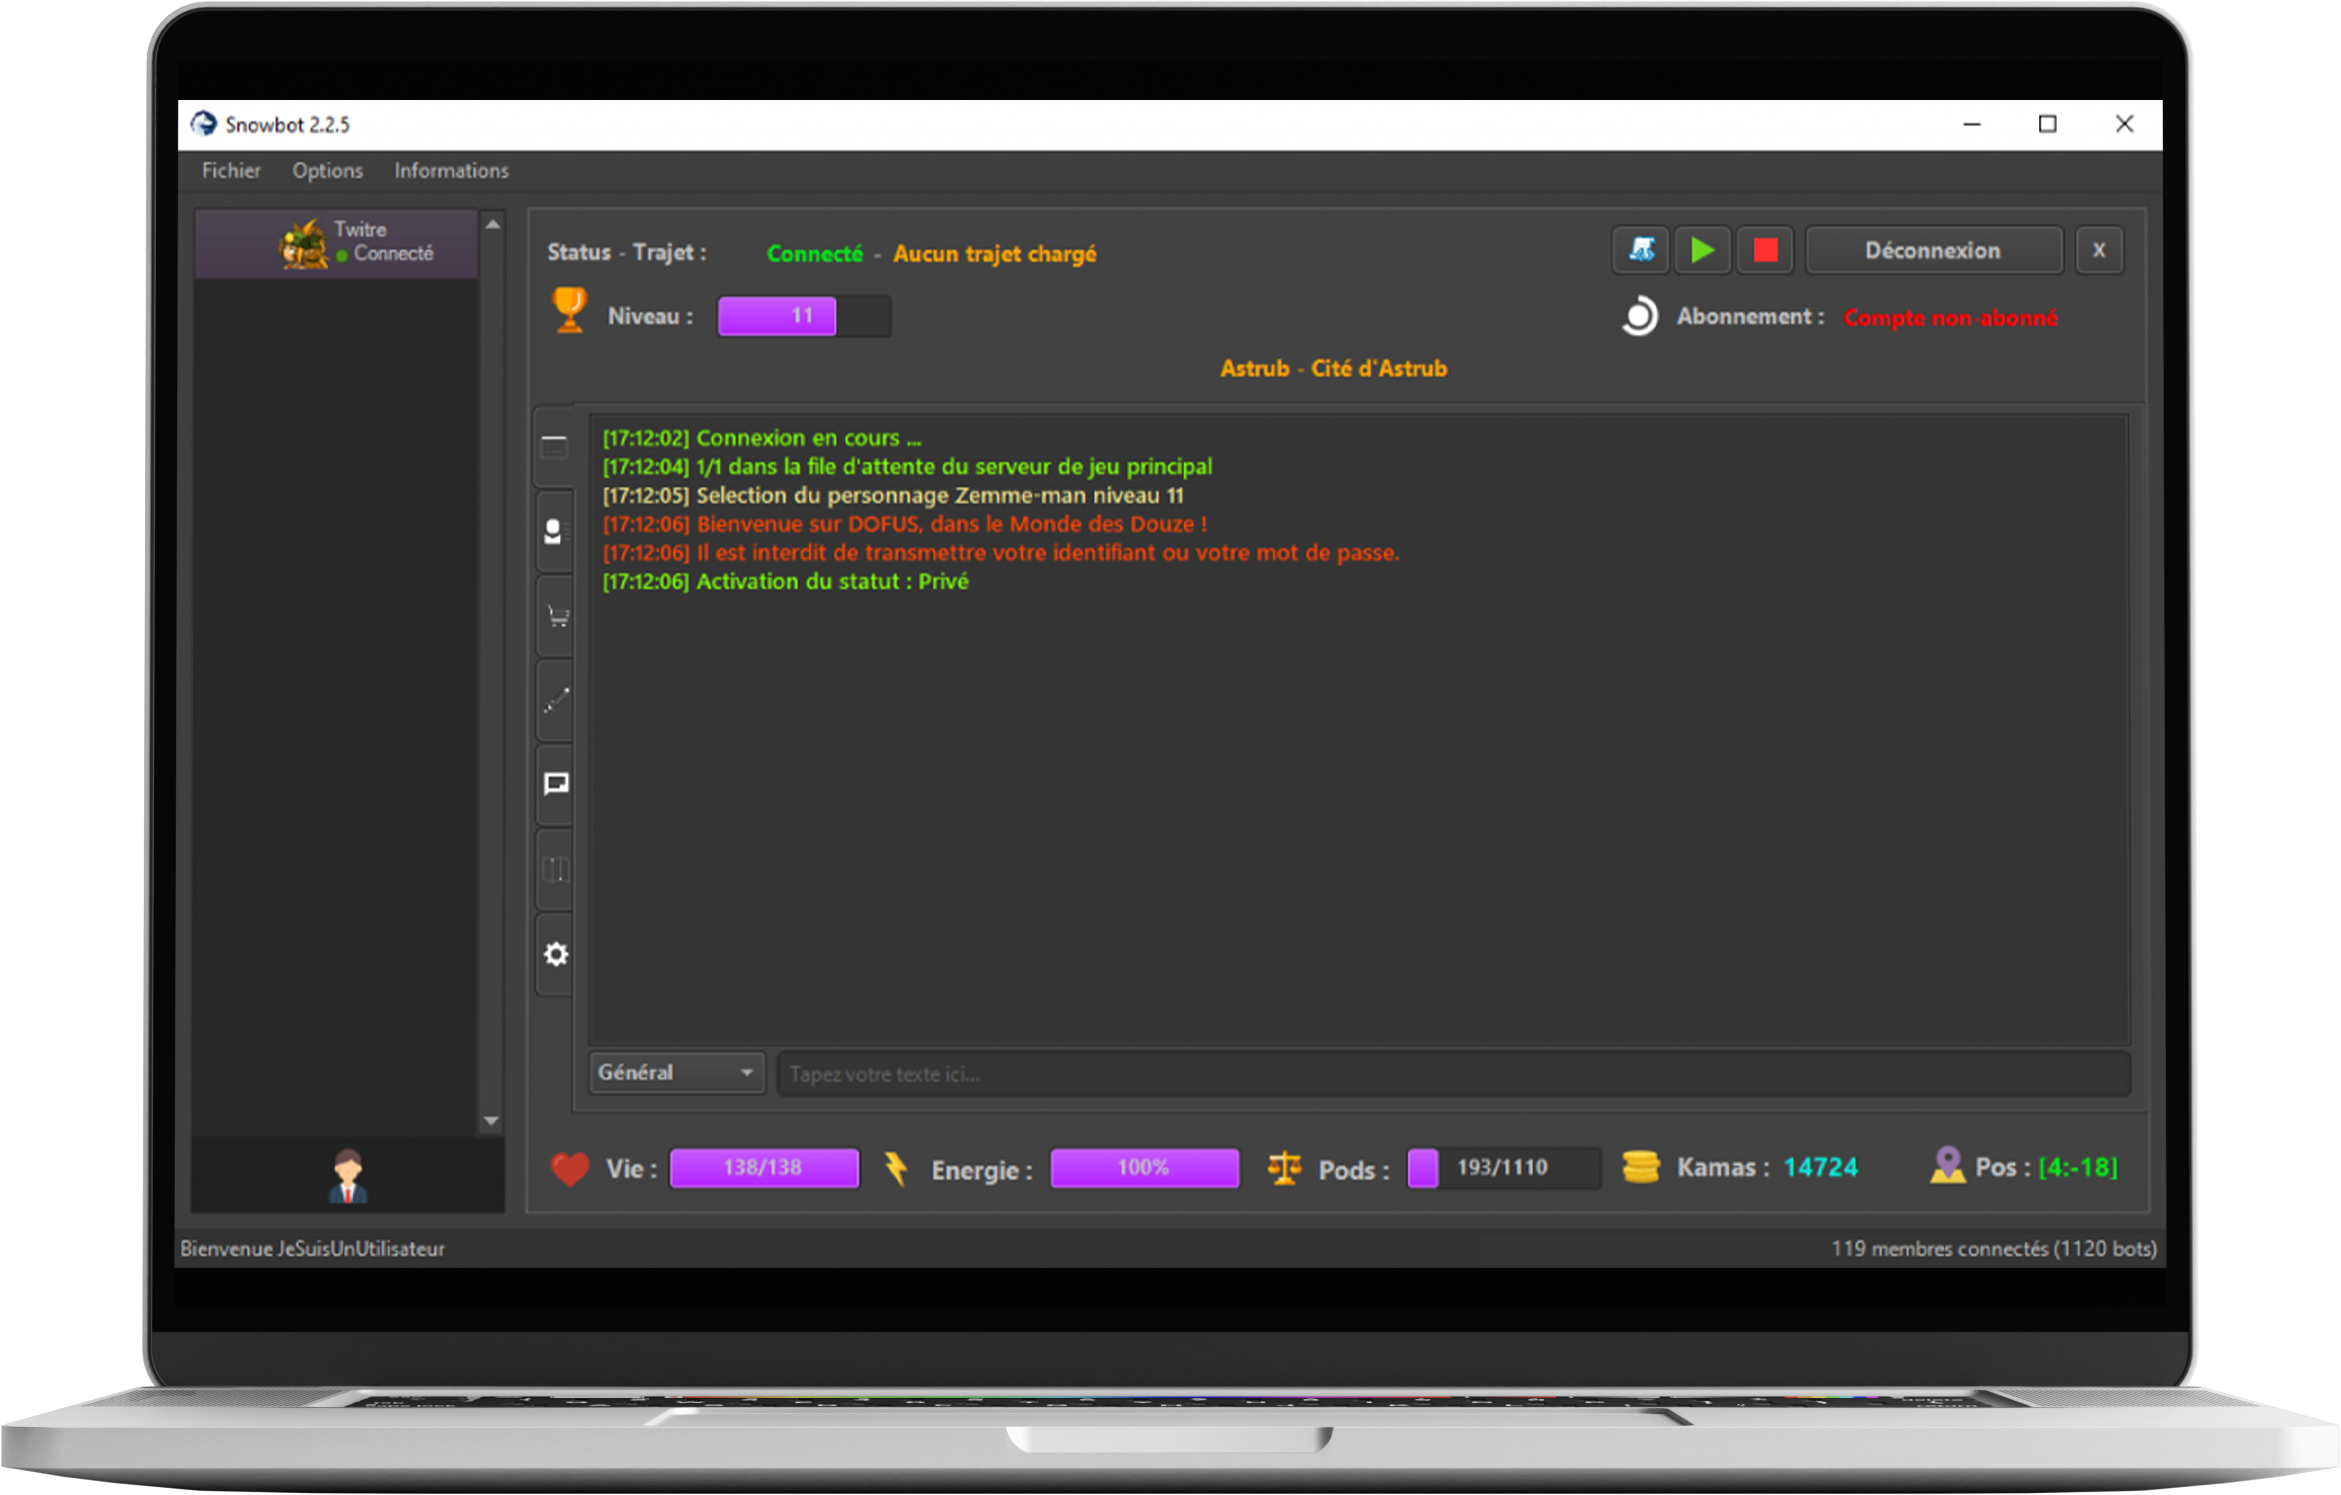 Snowbot 2.2.5
Fichier Options Informations
Twitre
Connecté
Status - Trajet : Connecté - Aucun trajet chargé
Déconnexion X
Niveau : 11
Abonnement : Compte non-abonné
Astrub - Cité d'Astrub
[17:12:02] Connexion en cours ...
[17:12:04] 1/1 dans la file d'attente du serveur de jeu principal
[17:12:05] Selection du personnage Zemme-man niveau 11
[17:12:06] Bienvenue sur DOFUS, dans le Monde des Douze !
[17:12:06] Il est interdit de transmettre votre identifiant ou votre mot de passe.
[17:12:06] Activation du statut : Privé
Général Tapez votre texte ici...
Vie : 138/138 Energie : 100% Pods : 193/1110 Kamas : 14724 Pos : [4:-18]
Bienvenue JeSuisUnUtilisateur
119 membres connectés (1120 bots)